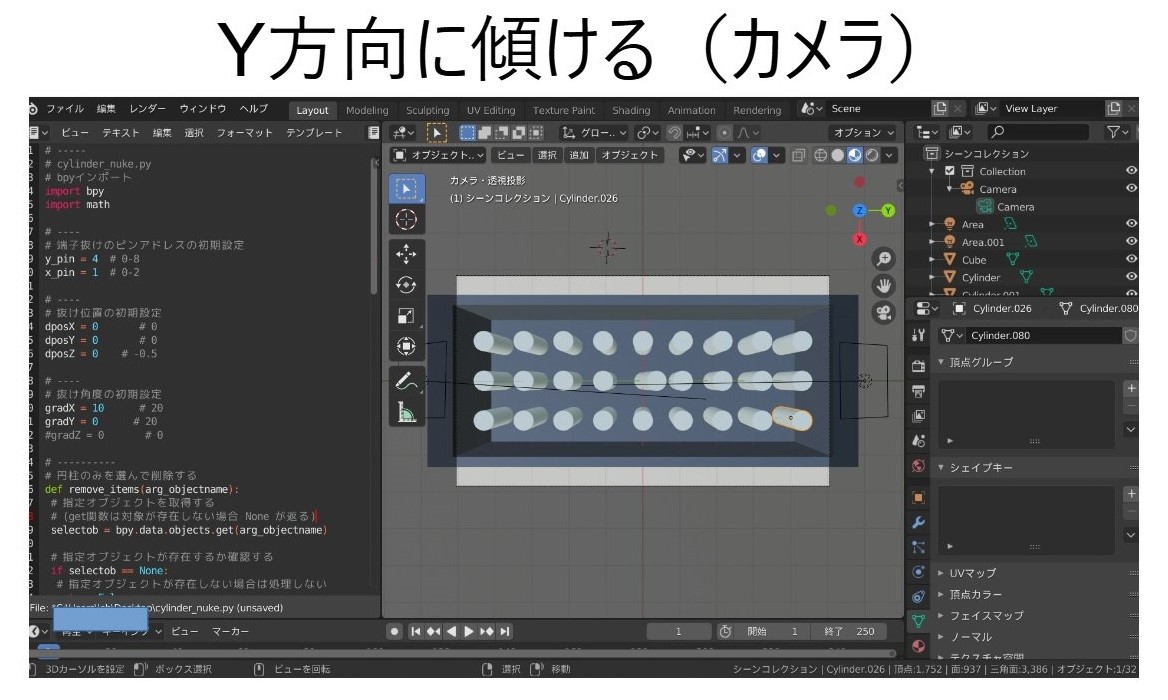 Y方向に傾ける（カメラ）
ファイル 編集 レンダー ウィンドウ ヘルプ Layout Modeling Sculpting UV Editing Texture Paint Shading Animation Rendering Scene View Layer
ビュー テキスト 編集 選択 フォーマット テンプレート
グロー.. オプション
オブジェクト.. ビュー 選択 追加 オブジェクト
# -----
# cylinder_nuke.py
# bpyインポート
import bpy
import math
# ----
# 端子抜けのピンアドレスの初期設定
y_pin = 4 # 0-8
x_pin = 1 # 0-2
# ----
# 抜け位置の初期設定
dposX = 0 # 0
dposY = 0 # 0
dposZ = 0 # -0.5
# ----
# 抜け角度の初期設定
gradX = 10 # 20
gradY = 0 # 20
#gradZ = 0 # 0
# ----------
# 円柱のみを選んで削除する
def remove_items(arg_objectname):
# 指定オブジェクトを取得する
# (get関数は対象が存在しない場合 None が返る)
selectob = bpy.data.objects.get(arg_objectname)
# 指定オブジェクトが存在するか確認する
if selectob == None:
# 指定オブジェクトが存在しない場合は処理しない
File: \cylinder_nuke.py (unsaved)
カメラ・透視投影
(1) シーンコレクション | Cylinder.026
Z Y
X
シーンコレクション
Collection
Camera
Camera
Area
Area.001
Cube
Cylinder
Cylinder.001
Cylinder.026 Cylinder.080
Cylinder.080
頂点グループ
シェイプキー
UVマップ
頂点カラー
フェイスマップ
ノーマル
テクスチャ空間
再生 キーイング ビュー マーカー 1 開始 1 終了 250
3Dカーソルを設定 ボックス選択 ビューを回転 選択 移動 シーンコレクション | Cylinder.026 | 頂点:1,752 | 面:937 | 三角面:3,386 | オブジェクト:1/32